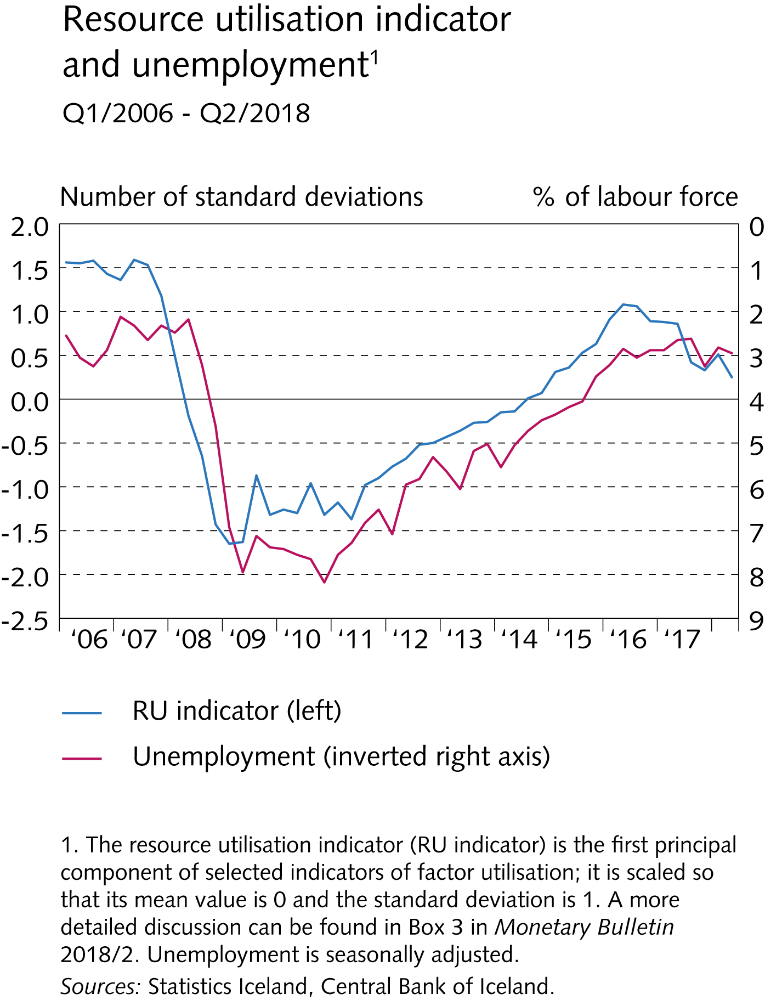 Resource utilisation indicator
and unemployment¹
Q1/2006 - Q2/2018
Number of standard deviations
% of labour force
2.0
1.5
1.0
0.5
0.0
-0.5
-1.0
-1.5
-2.0
-2.5
0
1
2
3
4
5
6
7
8
9
‘06 ‘07 ‘08 ‘09 ‘10 ‘11 ‘12 ‘13 ‘14 ‘15 ‘16 ‘17
RU indicator (left)
Unemployment (inverted right axis)
1. The resource utilisation indicator (RU indicator) is the first principal
component of selected indicators of factor utilisation; it is scaled so
that its mean value is 0 and the standard deviation is 1. A more
detailed discussion can be found in Box 3 in Monetary Bulletin
2018/2. Unemployment is seasonally adjusted.
Sources: Statistics Iceland, Central Bank of Iceland.